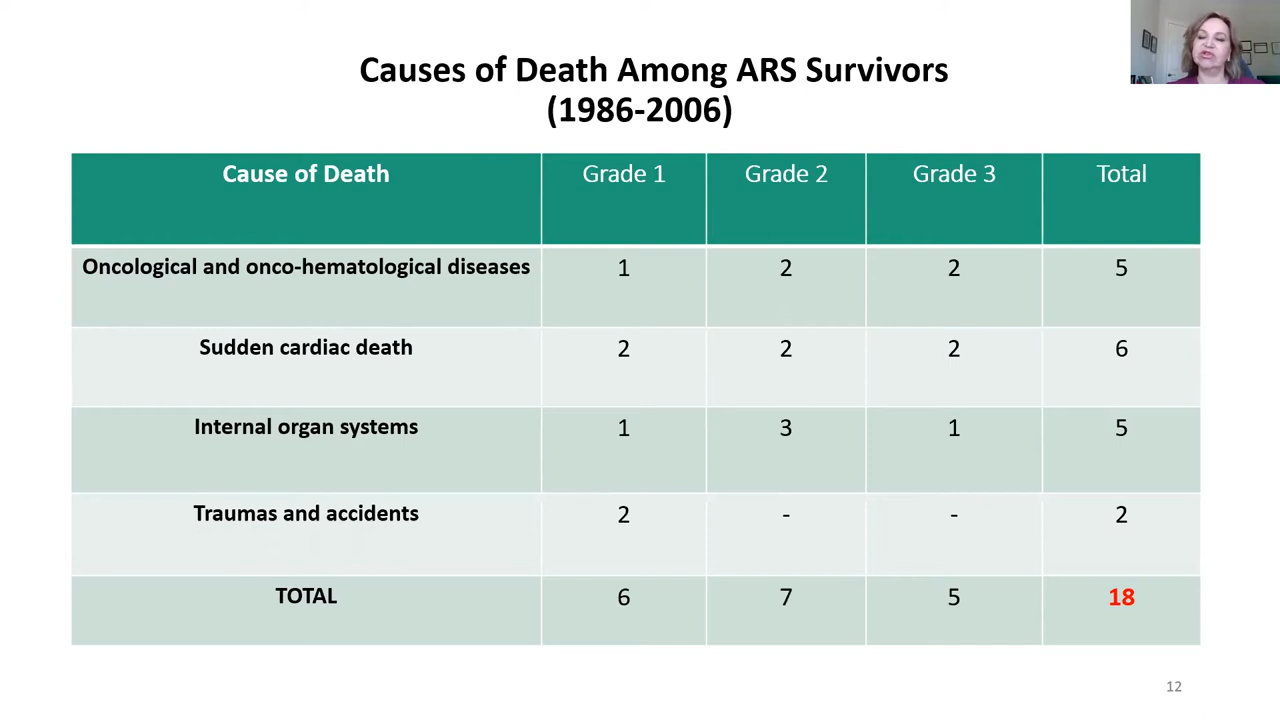 Causes of Death Among ARS Survivors
(1986-2006)
Cause of Death Grade 1 Grade 2 Grade 3 Total
Oncological and onco-hematological diseases 1 2 2 5
Sudden cardiac death 2 2 2 6
Internal organ systems 1 3 1 5
Traumas and accidents 2 - - 2
TOTAL 6 7 5 18
12